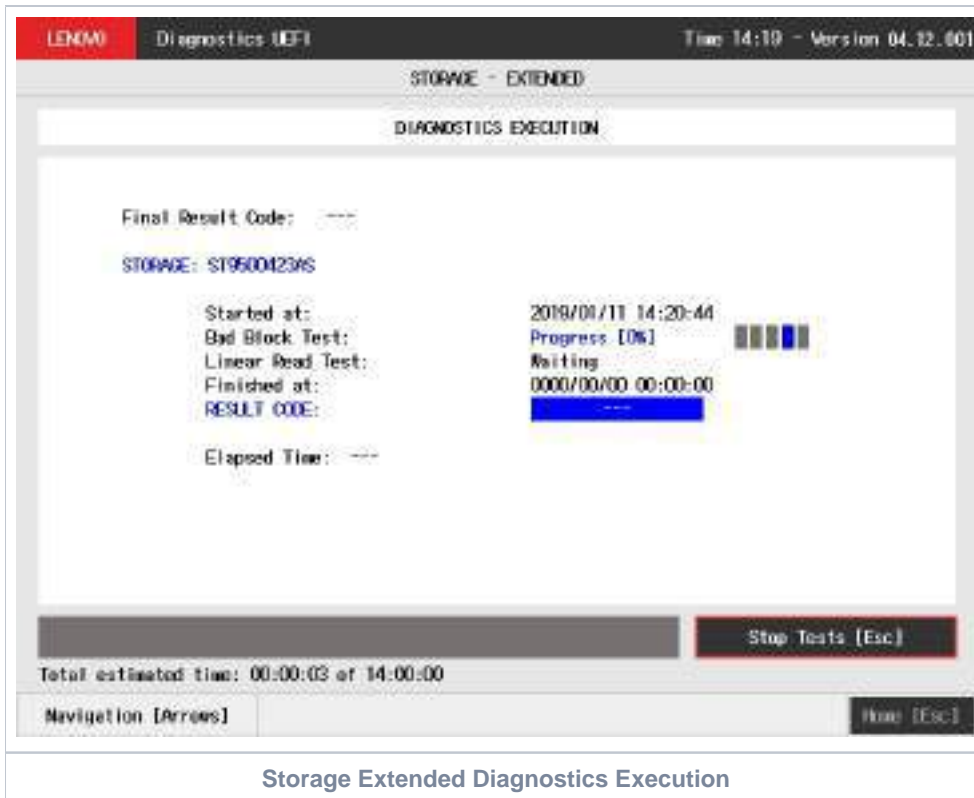 LENOVO Diagnostics UEFI Time 14:19 - Version 04.12.001
STORAGE - EXTENDED
DIAGNOSTICS EXECUTION
Final Result Code: ---
STORAGE: ST9500423AS
Started at: 2019/01/11 14:20:44
Bad Block Test: Progress [0%]
Linear Read Test: Waiting
Finished at: 0000/00/00 00:00:00
RESULT CODE: ---
Elapsed Time: ---
Stop Tests [Esc]
Total estimated time: 00:00:03 of 14:00:00
Navigation [Arrows] Home [Esc]
Storage Extended Diagnostics Execution